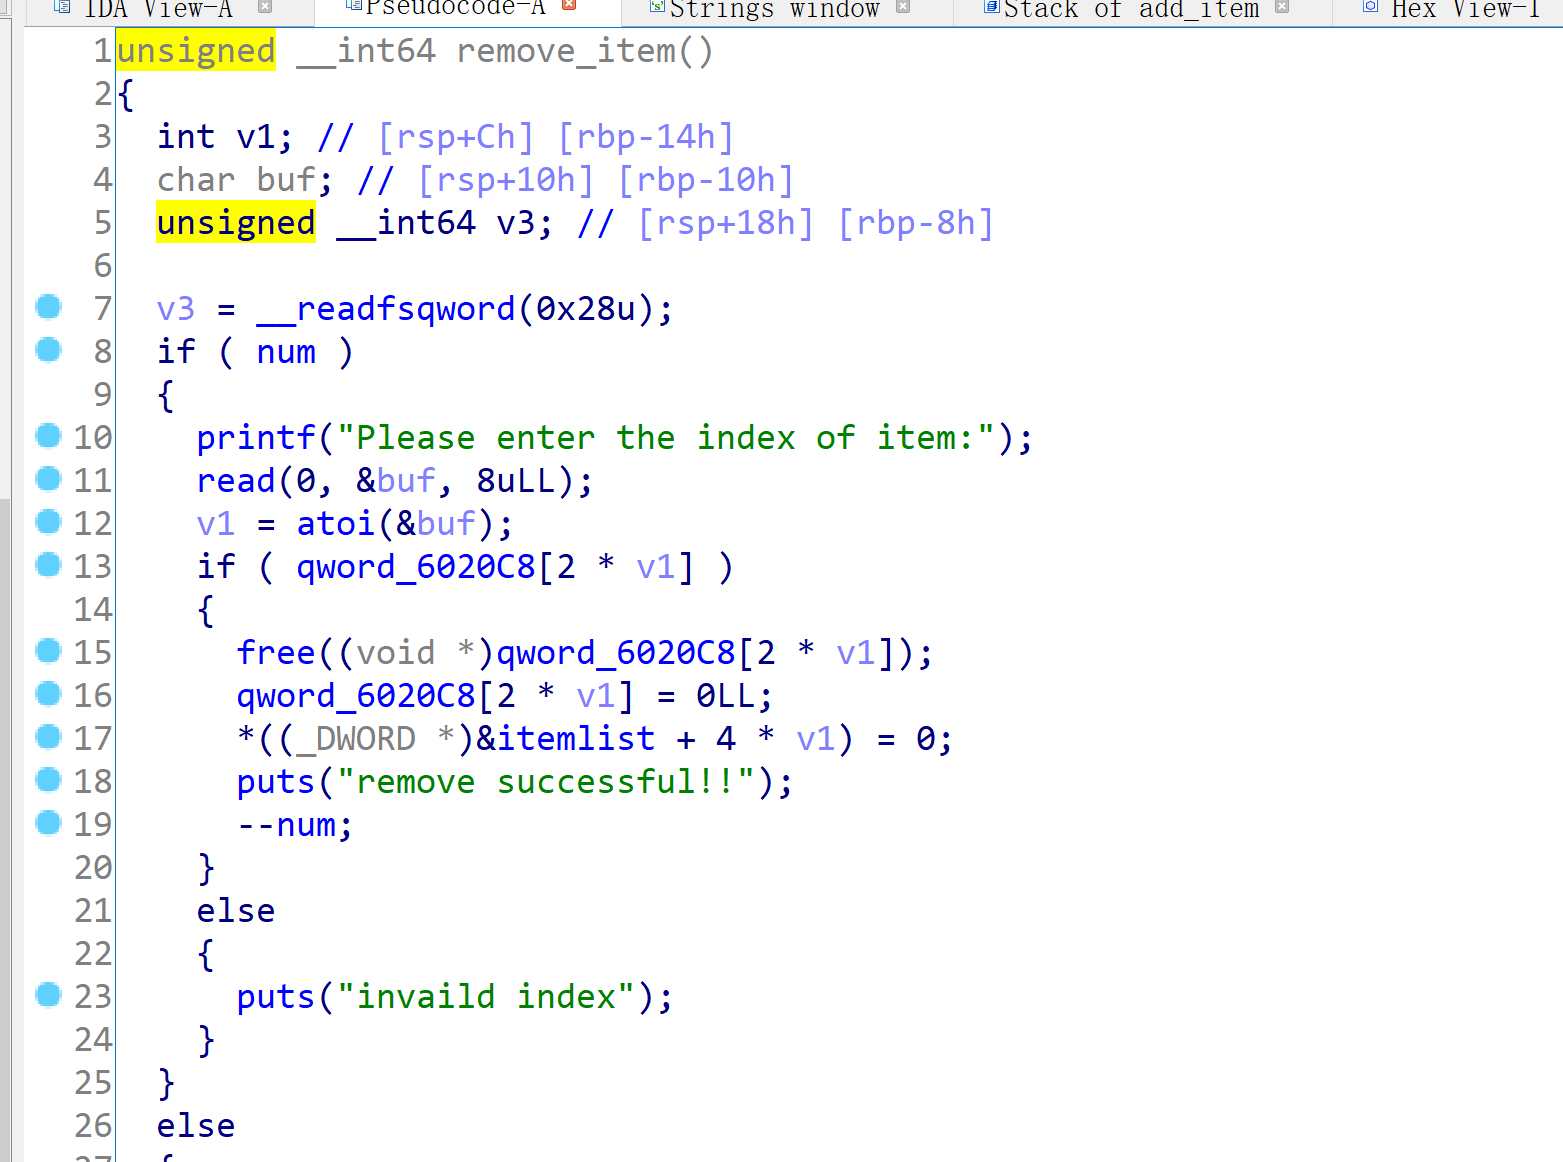 IDA View-A Pseudocode-A Strings window Stack of add_item Hex View-1
1 unsigned __int64 remove_item()
2 {
3 int v1; // [rsp+Ch] [rbp-14h]
4 char buf; // [rsp+10h] [rbp-10h]
5 unsigned __int64 v3; // [rsp+18h] [rbp-8h]
6
7 v3 = __readfsqword(0x28u);
8 if ( num )
9 {
10 printf("Please enter the index of item:");
11 read(0, &buf, 8uLL);
12 v1 = atoi(&buf);
13 if ( qword_6020C8[2 * v1] )
14 {
15 free((void *)qword_6020C8[2 * v1]);
16 qword_6020C8[2 * v1] = 0LL;
17 *((_DWORD *)&itemlist + 4 * v1) = 0;
18 puts("remove successful!!");
19 --num;
20 }
21 else
22 {
23 puts("invaild index");
24 }
25 }
26 else
27 {